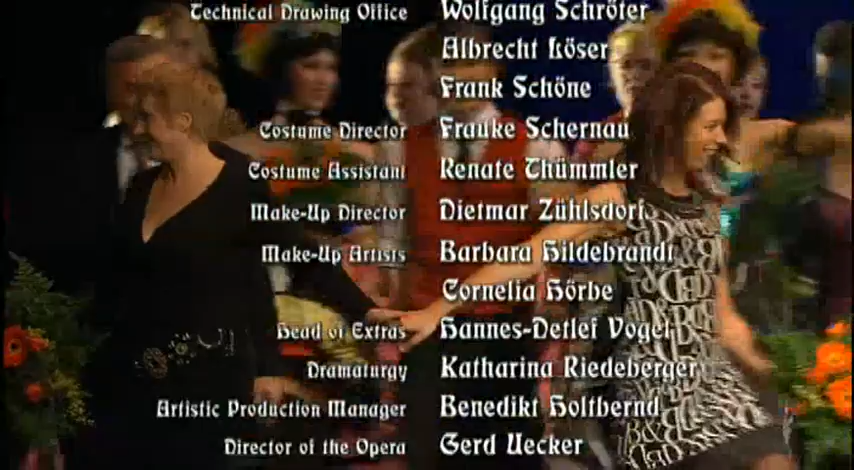 Technical Drawing Office Wolfgang Schröter
Albrecht Löser
Frank Schöne
Costume Director Frauke Schernau
Costume Assistant Renate Thümmler
Make-Up Director Dietmar Zühlsdorf
Make-Up Artists Barbara Hildebrandt
Cornelia Hörbe
Head of Extras Hannes-Detlef Vogel
Dramaturgy Katharina Riedeberger
Artistic Production Manager Benedikt Holtbernd
Director of the Opera Gerd Uecker